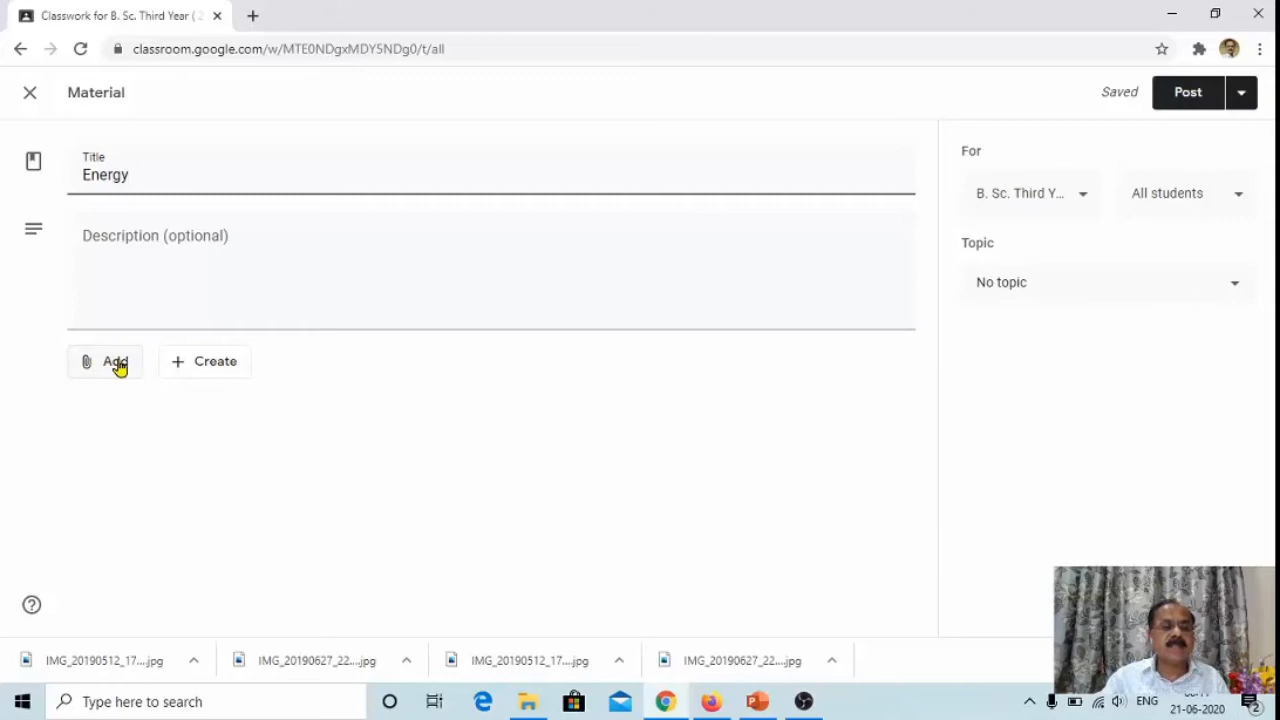 Classwork for B. Sc. Third Year ( 2
classroom.google.com/w/MTE0NDgxMDY5NDg0/t/all
Material
Saved
Post
Title
Energy
Description (optional)
Add
Create
For
B. Sc. Third Y...
All students
Topic
No topic
IMG_20190512_17....jpg
IMG_20190627_22....jpg
IMG_20190512_17....jpg
IMG_20190627_22....jpg
Type here to search
ENG
21-06-2020
2